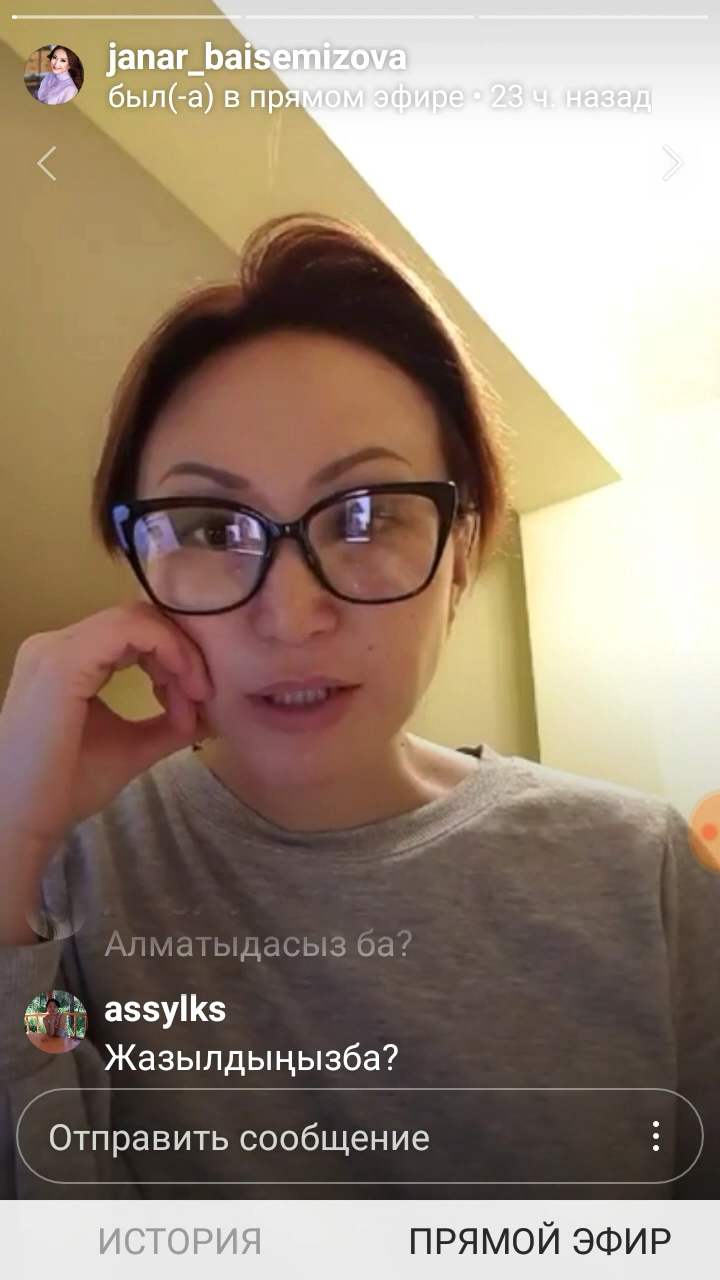 janar_baisemizova
был(-а) в прямом эфире • 23 ч. назад
Алматыдасыз ба?
assylks
Жазылдыңызба?
Отправить сообщение
ИСТОРИЯ
ПРЯМОЙ ЭФИР